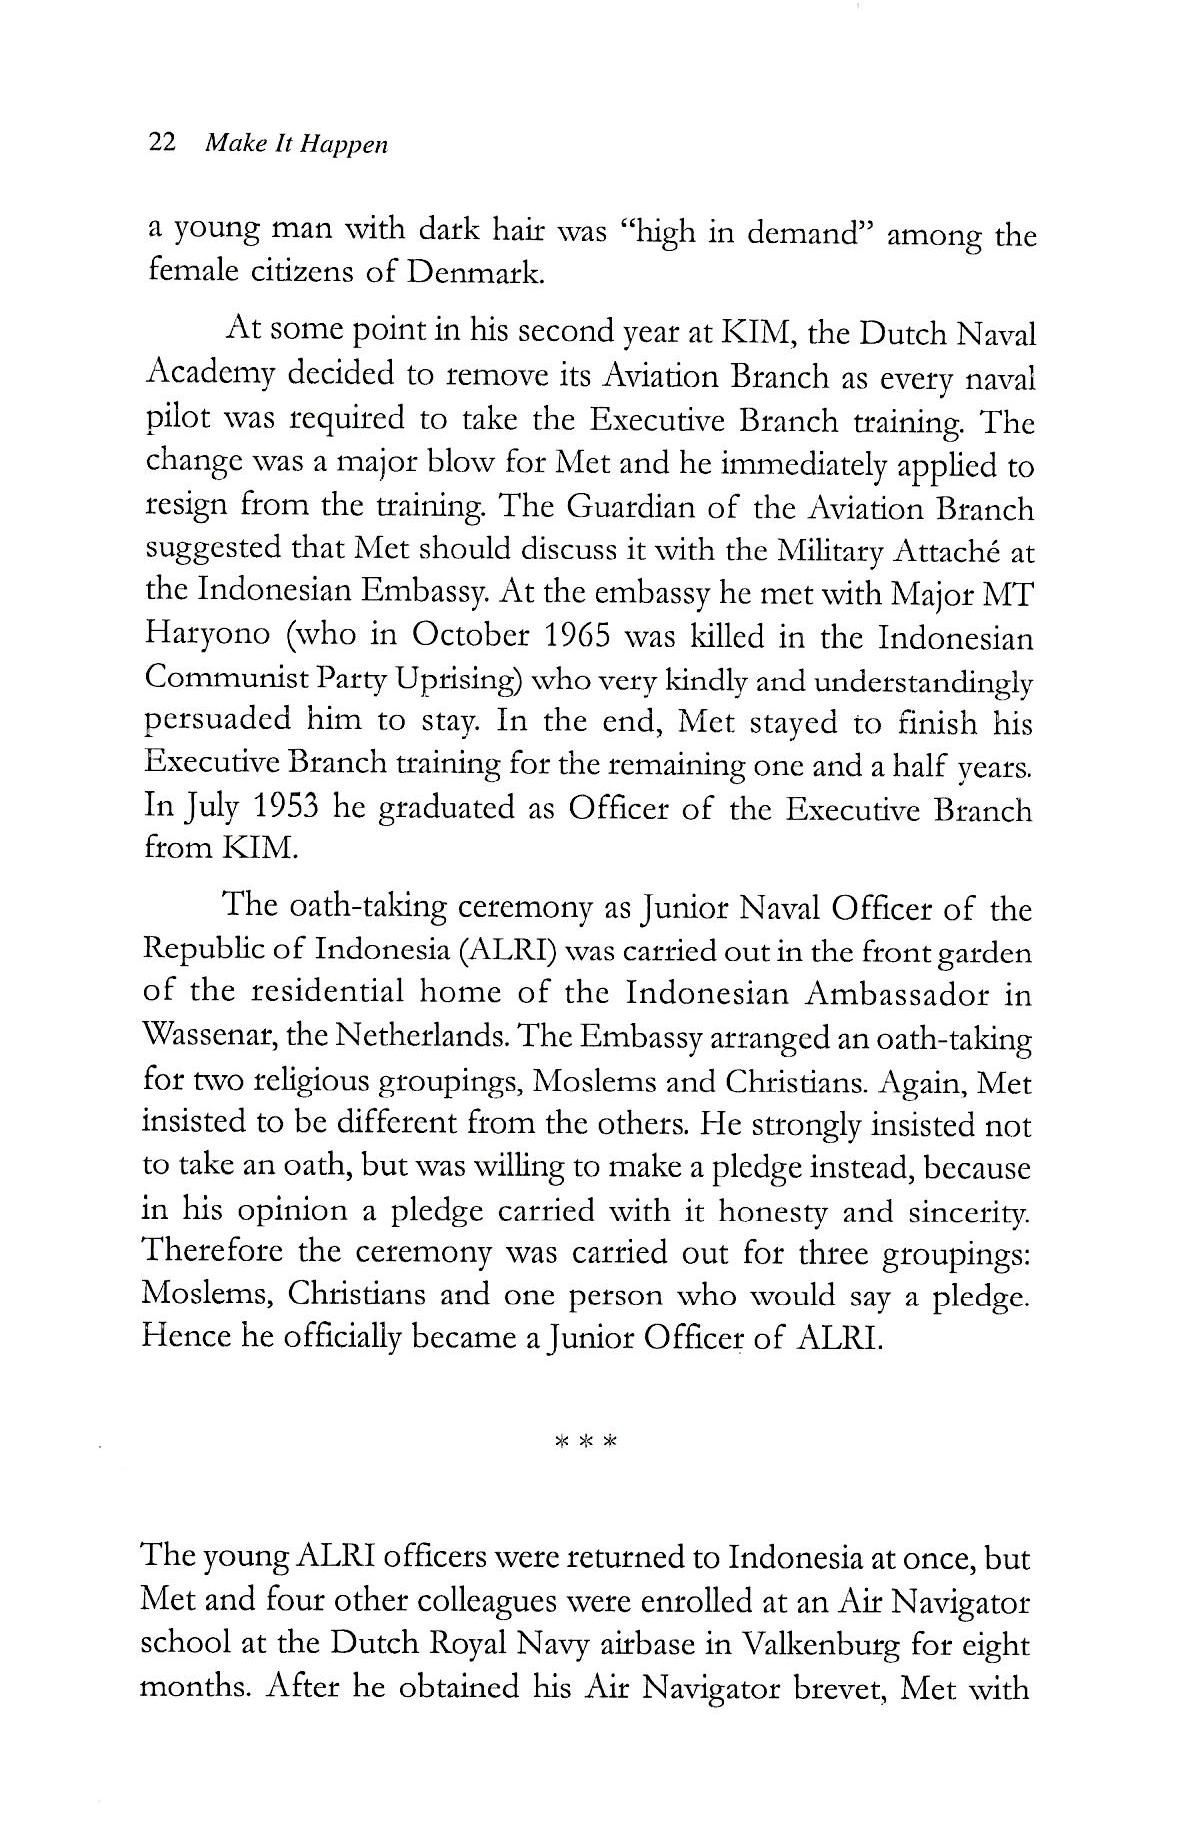 22 Make It Happen
a young man with dark hair was “high in demand” among the
female citizens of Denmark.
At some point in his second year at KIM, the Dutch Naval
Academy decided to remove its Aviation Branch as every naval
pilot was required to take the Executive Branch training. The
change was a major blow for Met and he immediately applied to
resign from the training. The Guardian of the Aviation Branch
suggested that Met should discuss it with the Military Attaché at
the Indonesian Embassy. At the embassy he met with Major MT
Haryono (who in October 1965 was killed in the Indonesian
Communist Party Uprising) who very kindly and understandingly
persuaded him to stay. In the end, Met stayed to finish his
Executive Branch training for the remaining one and a half years.
In July 1953 he graduated as Officer of the Executive Branch
from KIM.
The oath-taking ceremony as Junior Naval Officer of the
Republic of Indonesia (ALRI) was carried out in the front garden
of the residential home of the Indonesian Ambassador in
Wassenar, the Netherlands. The Embassy arranged an oath-taking
for two religious groupings, Moslems and Christians. Again, Met
insisted to be different from the others. He strongly insisted not
to take an oath, but was willing to make a pledge instead, because
in his opinion a pledge carried with it honesty and sincerity.
Therefore the ceremony was carried out for three groupings:
Moslems, Christians and one person who would say a pledge.
Hence he officially became a Junior Officer of ALRI.
* * *
The young ALRI officers were returned to Indonesia at once, but
Met and four other colleagues were enrolled at an Air Navigator
school at the Dutch Royal Navy airbase in Valkenburg for eight
months. After he obtained his Air Navigator brevet, Met with